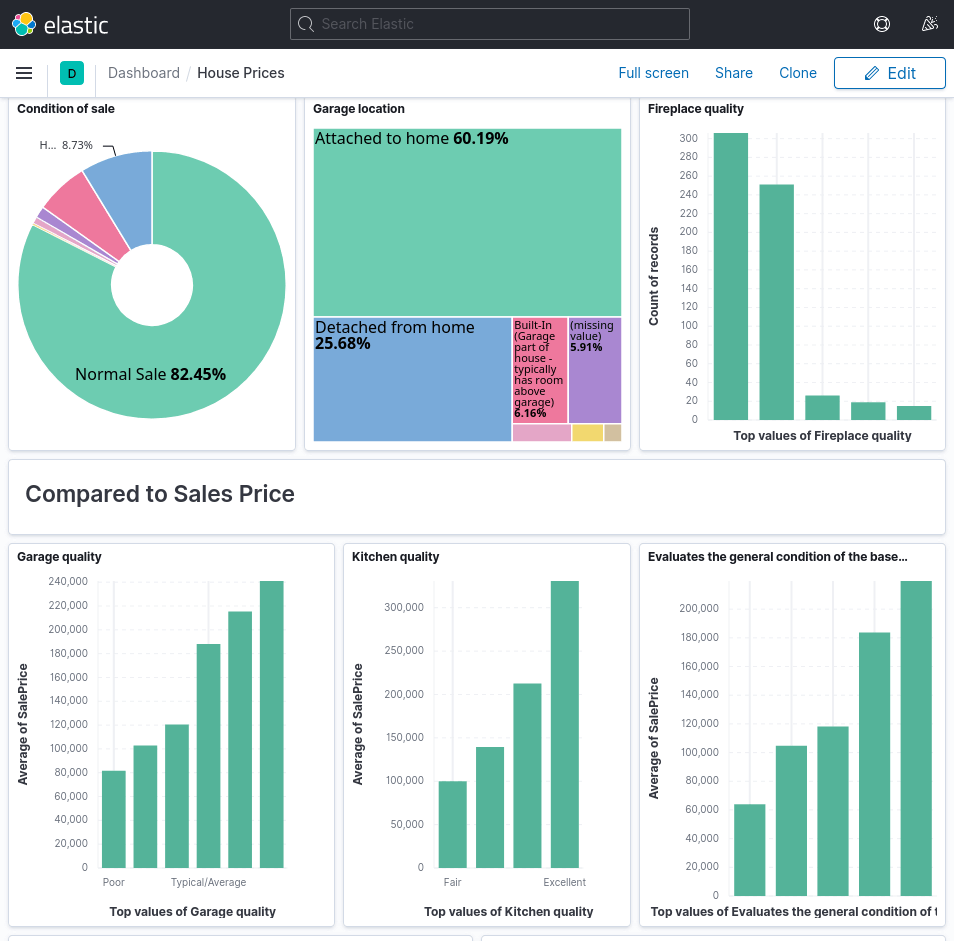 elastic
Search Elastic
D
Dashboard / House Prices
Full screen
Share
Clone
Edit
Condition of sale
H... 8.73%
Normal Sale 82.45%
Garage location
Attached to home 60.19%
Detached from home
25.68%
Built-In
(Garage
part of
house -
typically
has room
above
garage)
6.16%
(missing
value)
5.91%
Fireplace quality
Count of records
300
280
260
240
220
200
180
160
140
120
100
80
60
40
20
0
Top values of Fireplace quality
Compared to Sales Price
Garage quality
Average of SalePrice
240,000
220,000
200,000
180,000
160,000
140,000
120,000
100,000
80,000
60,000
40,000
20,000
0
Poor
Typical/Average
Top values of Garage quality
Kitchen quality
Average of SalePrice
300,000
250,000
200,000
150,000
100,000
50,000
0
Fair
Excellent
Top values of Kitchen quality
Evaluates the general condition of the base...
Average of SalePrice
200,000
180,000
160,000
140,000
120,000
100,000
80,000
60,000
40,000
20,000
0
Top values of Evaluates the general condition of t